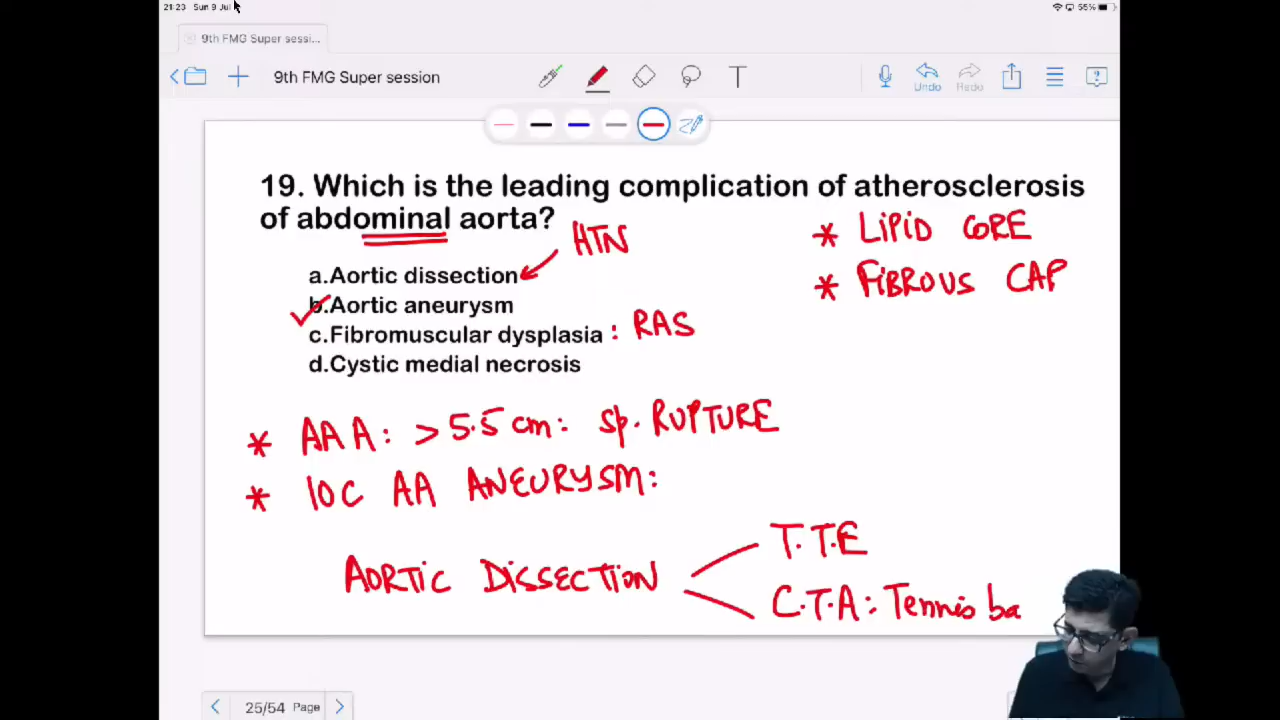 21:23 Sun 9 Jul
55%
9th FMG Super sessi...
9th FMG Super session
T
Undo
Redo
19. Which is the leading complication of atherosclerosis
of abdominal aorta?
HTN
* LIPID CORE
* FIBROUS CAP
a.Aortic dissection
b.Aortic aneurysm
c.Fibromuscular dysplasia : RAS
d.Cystic medial necrosis
* AAA: > 5.5 cm: sp. RUPTURE
* IOC AA ANEURYSM:
AORTIC DISSECTION
T.T.E
C.T.A: Tennis ba
25/54 Page